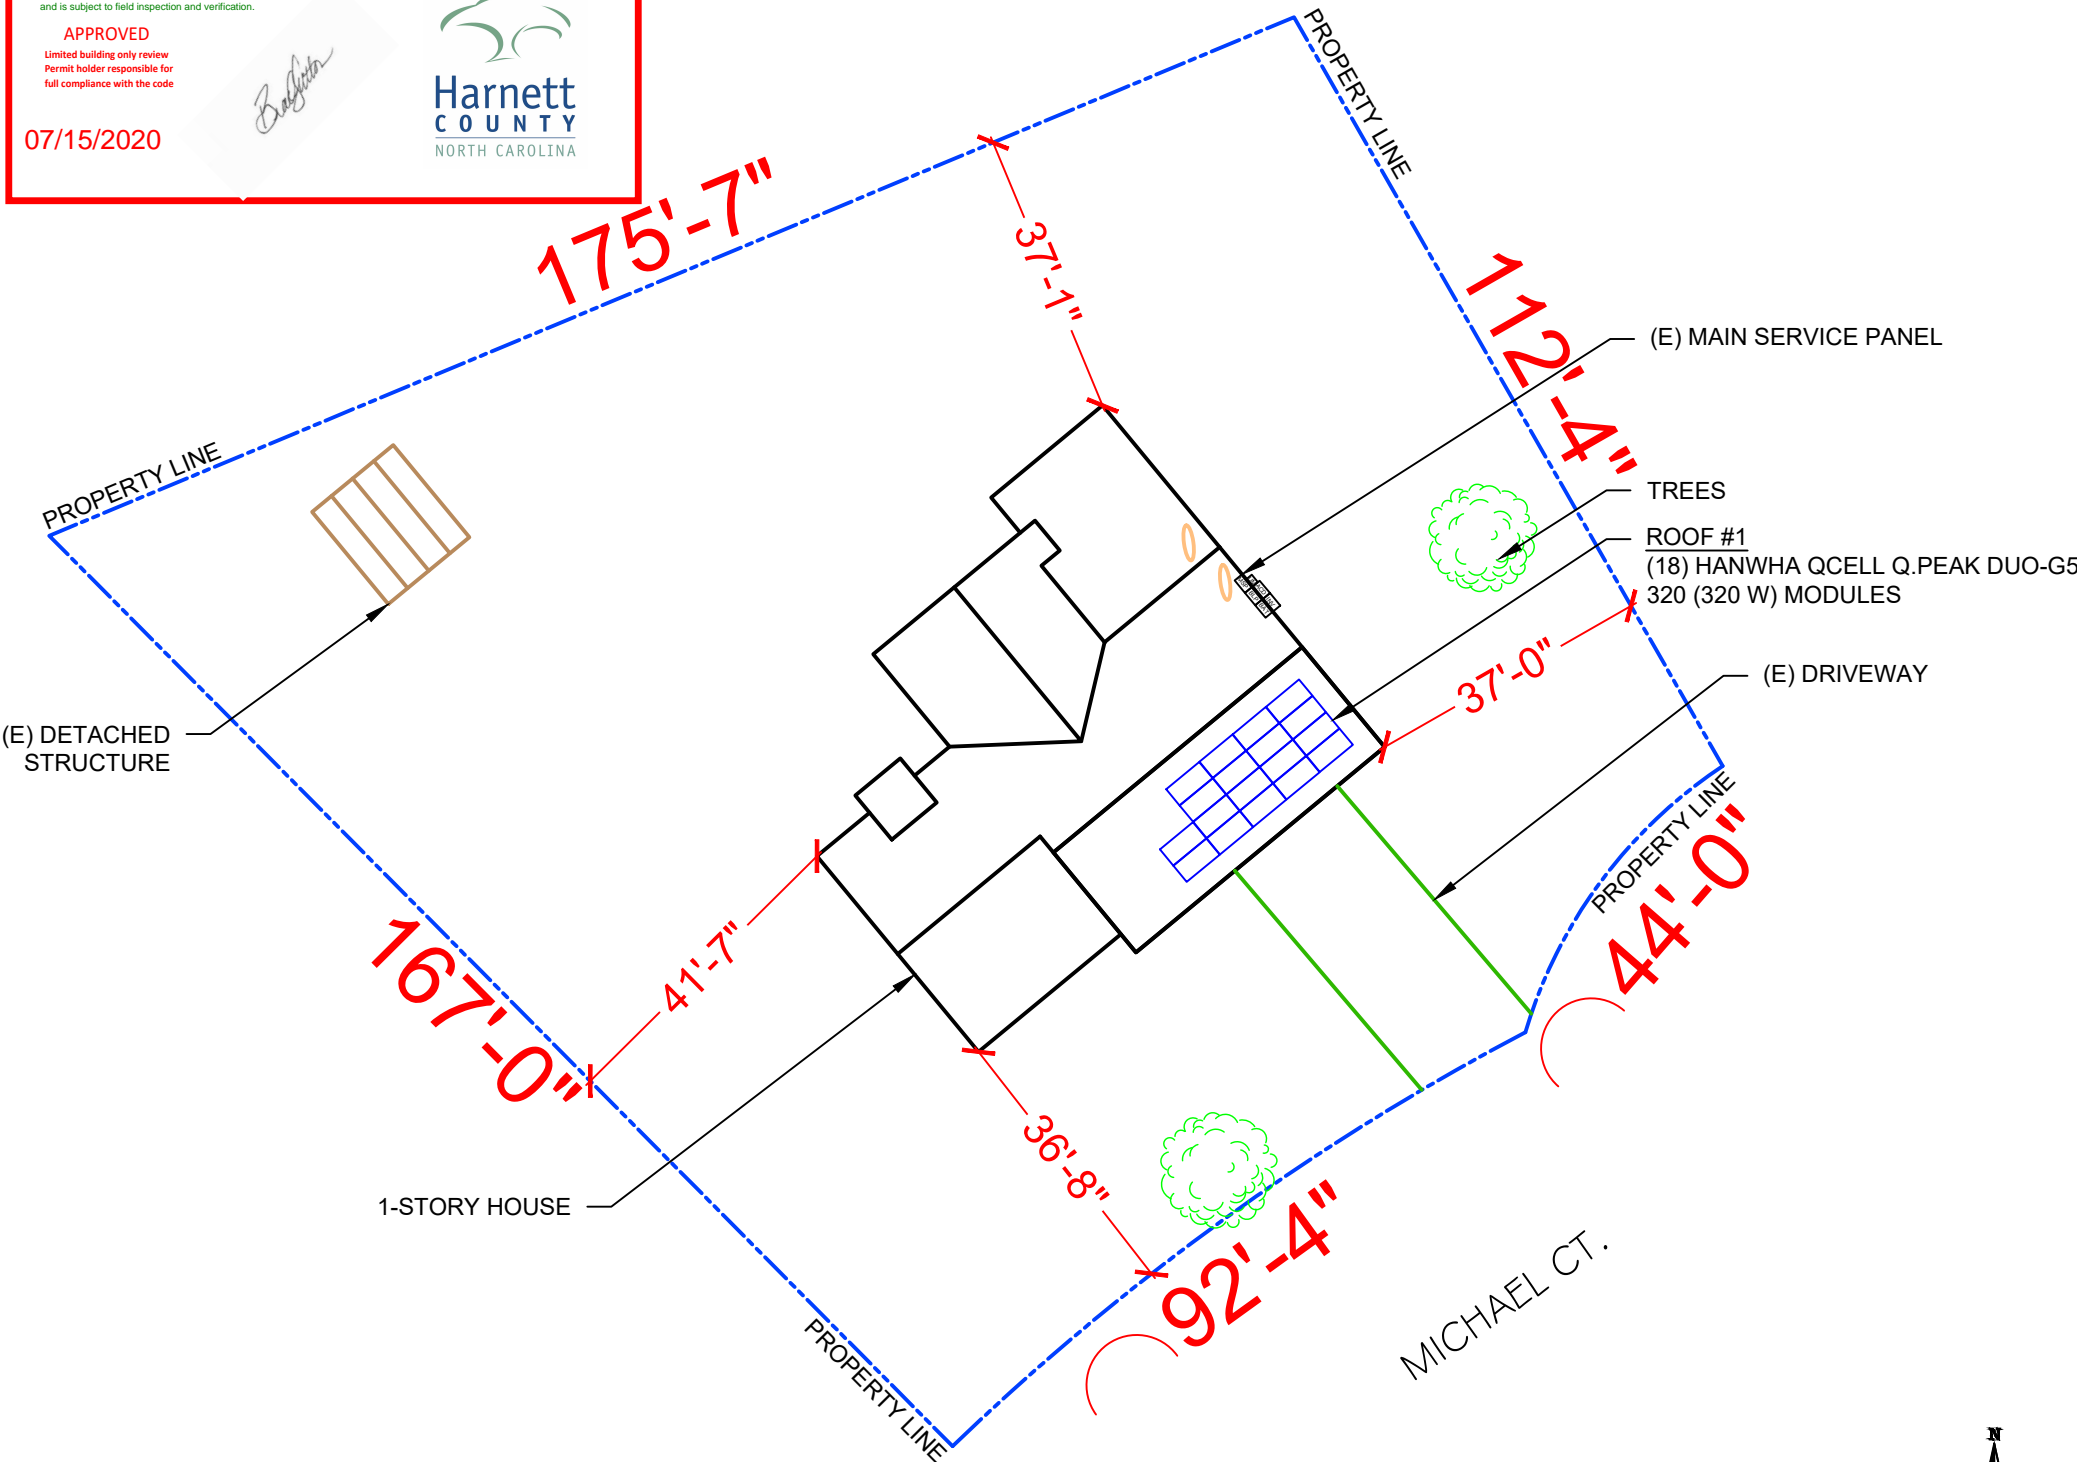 and is subject to field inspection and verification.
APPROVED
Limited building only review
Permit holder responsible for
full compliance with the code
07/15/2020
Harnett
COUNTY
NORTH CAROLINA
PROPERTY LINE
175'-7"
37'-1"
112'-4"
(E) MAIN SERVICE PANEL
TREES
ROOF #1
(18) HANWHA QCELL Q.PEAK DUO-G5
320 (320 W) MODULES
PROPERTY LINE
37'-0"
(E) DRIVEWAY
(E) DETACHED
STRUCTURE
PROPERTY LINE
44'-0"
41'-7"
167'-0"
36'-8"
1-STORY HOUSE
92'-4"
MICHAEL CT.
PROPERTY LINE
N